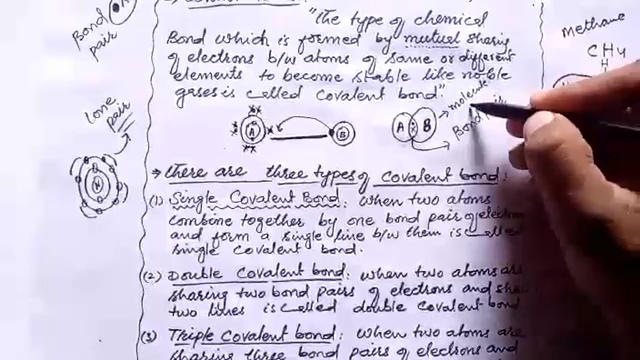 "The type of chemical
Bond which is formed by mutual sharing
of electrons b/w atoms of same or different
elements to become stable like noble
gases is called Covalent bond".
Bond
pair
Methane
CH4
H
lone
pair
A
B
A B
molecule
Bond
There are three types of covalent bond:
(1) Single Covalent Bond: when two atoms
combine together by one bond pair of
and form a single line b/w them is called
single covalent bond.
(2) Double Covalent bond: when two atoms are
sharing two bond pairs of electrons and
two lines is called double covalent bond
(3) Triple Covalent bond: when two atoms are
sharing three bond pairs of electrons and